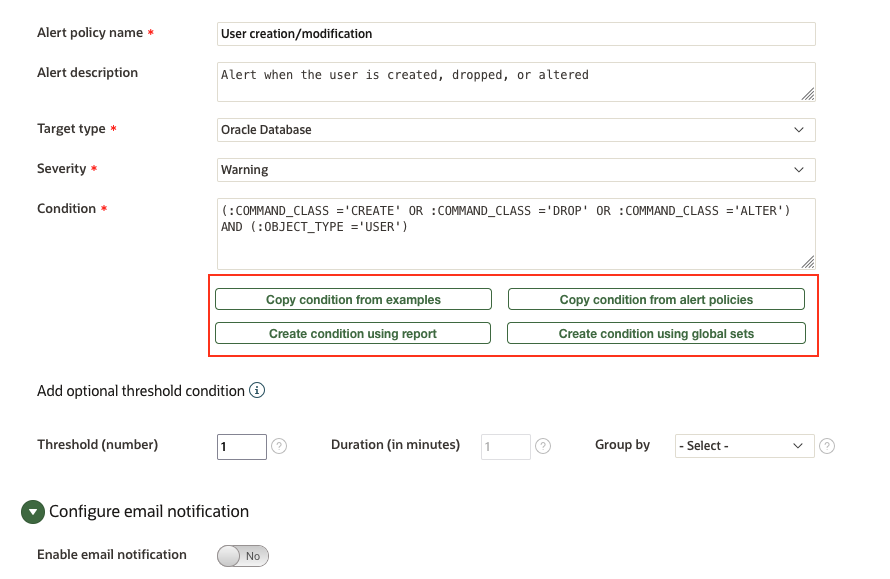 Alert policy name *
User creation/modification
Alert description
Alert when the user is created, dropped, or altered
Target type *
Oracle Database
Severity *
Warning
Condition *
(:COMMAND_CLASS ='CREATE' OR :COMMAND_CLASS ='DROP' OR :COMMAND_CLASS ='ALTER')
AND (:OBJECT_TYPE ='USER')
Copy condition from examples
Copy condition from alert policies
Create condition using report
Create condition using global sets
Add optional threshold condition i
Threshold (number)
1
?
Duration (in minutes)
1
?
Group by
- Select -
?
Configure email notification
Enable email notification
No